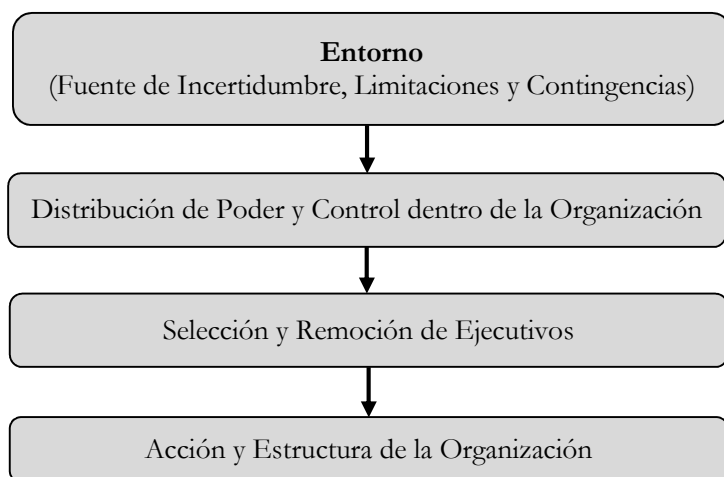 Entorno
(Fuente de Incertidumbre, Limitaciones y Contingencias)
Distribución de Poder y Control dentro de la Organización
Selección y Remoción de Ejecutivos
Acción y Estructura de la Organización